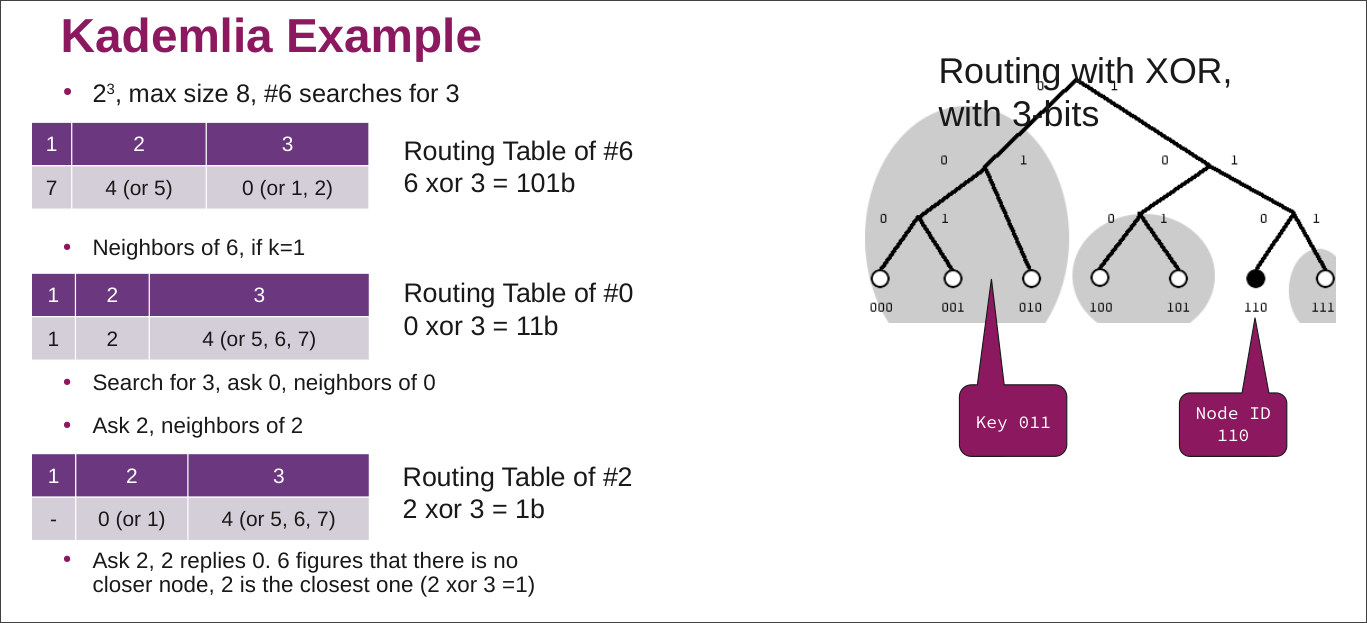 Kademlia Example
• 2³, max size 8, #6 searches for 3
1 2 3
7 4 (or 5) 0 (or 1, 2)
Routing Table of #6
6 xor 3 = 101b
• Neighbors of 6, if k=1
1 2 3
1 2 4 (or 5, 6, 7)
Routing Table of #0
0 xor 3 = 11b
• Search for 3, ask 0, neighbors of 0
• Ask 2, neighbors of 2
1 2 3
- 0 (or 1) 4 (or 5, 6, 7)
Routing Table of #2
2 xor 3 = 1b
• Ask 2, 2 replies 0. 6 figures that there is no
closer node, 2 is the closest one (2 xor 3 =1)
Routing with XOR,
with 3-bits
0 1
0 1 0 1
0 1 0 1 0 1
000 001 010 100 101 110 111
Key 011
Node ID
110